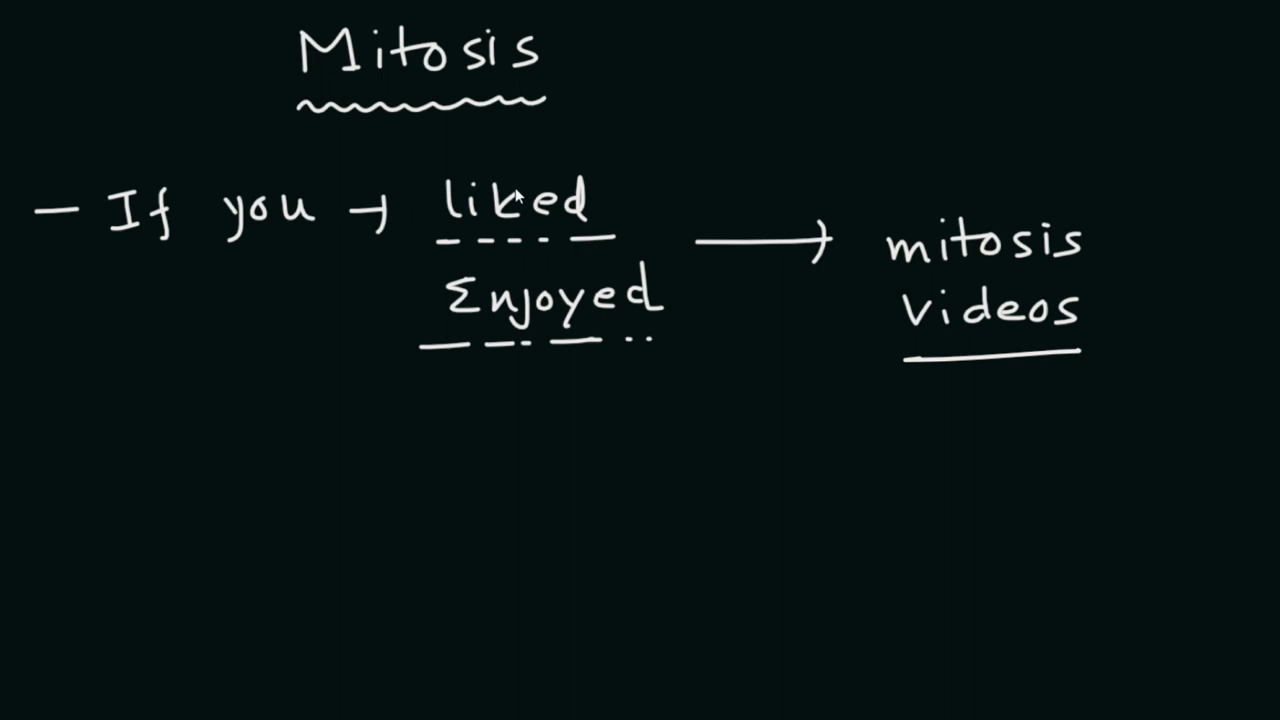 Mitosis
- If you → liked
Enjoyed → mitosis
videos